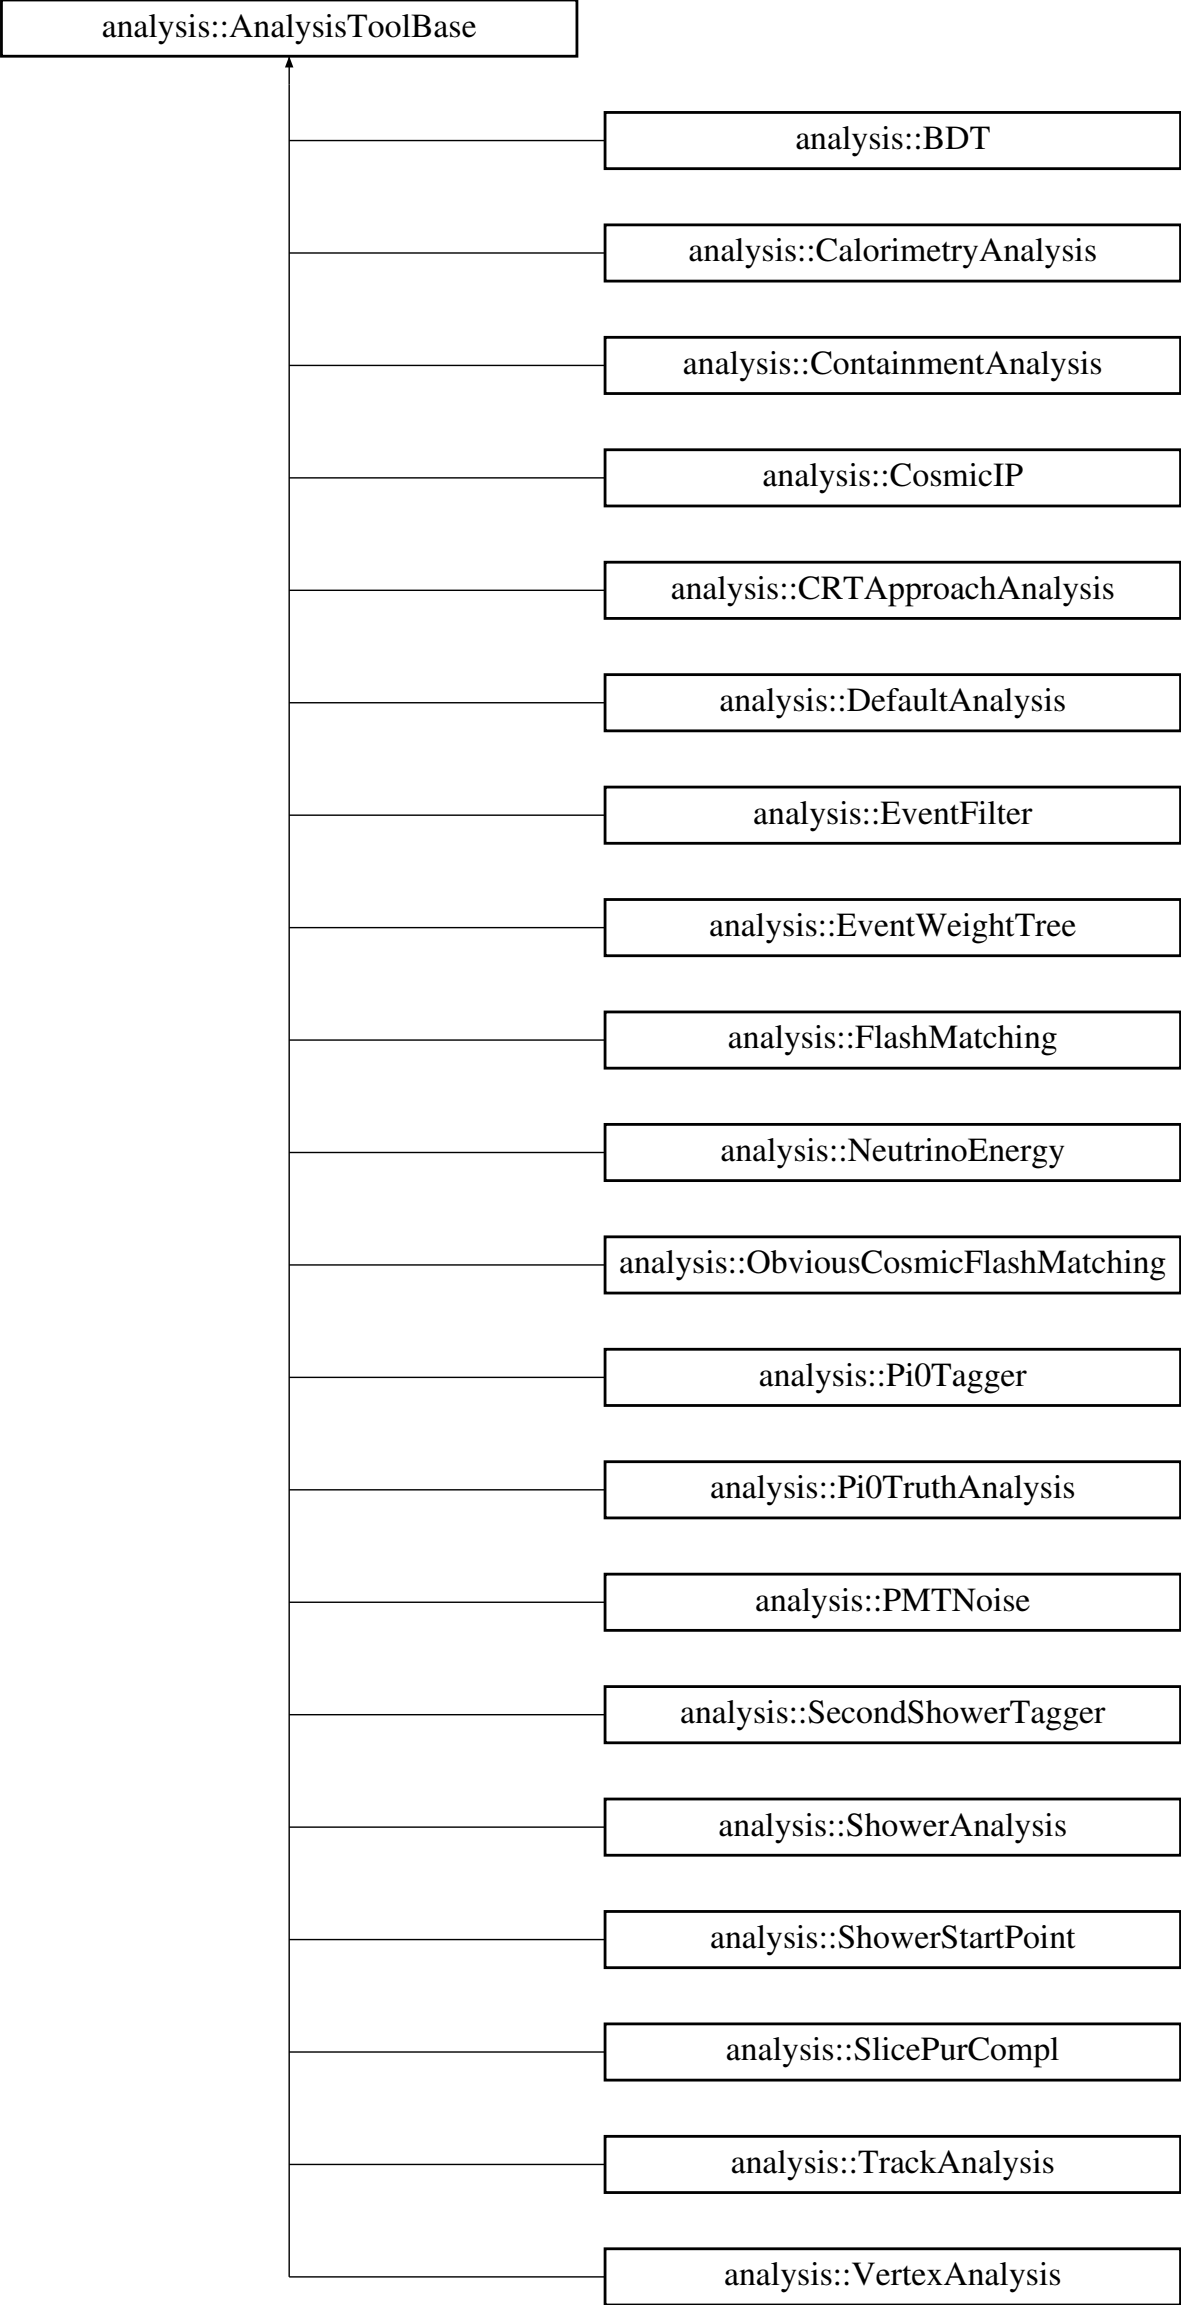 analysis::AnalysisToolBase
analysis::BDT
analysis::CalorimetryAnalysis
analysis::ContainmentAnalysis
analysis::CosmicIP
analysis::CRTApproachAnalysis
analysis::DefaultAnalysis
analysis::EventFilter
analysis::EventWeightTree
analysis::FlashMatching
analysis::NeutrinoEnergy
analysis::ObviousCosmicFlashMatching
analysis::Pi0Tagger
analysis::Pi0TruthAnalysis
analysis::PMTNoise
analysis::SecondShowerTagger
analysis::ShowerAnalysis
analysis::ShowerStartPoint
analysis::SlicePurCompl
analysis::TrackAnalysis
analysis::VertexAnalysis